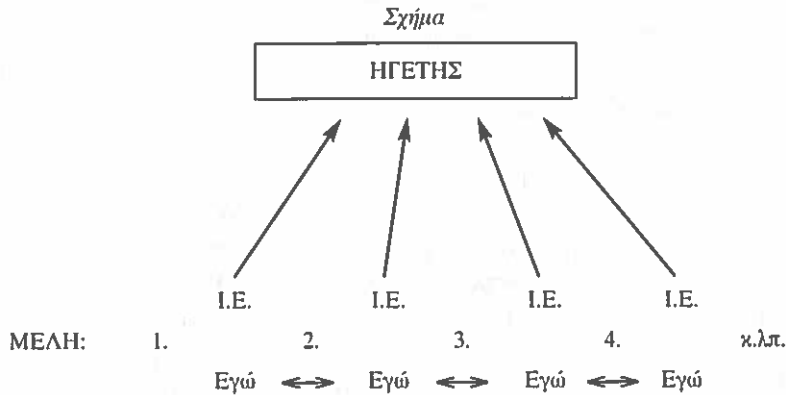 Σχήμα
ΗΓΕΤΗΣ
Ι.Ε. Ι.Ε. Ι.Ε. Ι.Ε.
ΜΕΛΗ: 1. 2. 3. 4. κ.λπ.
Εγώ Εγώ Εγώ Εγώ